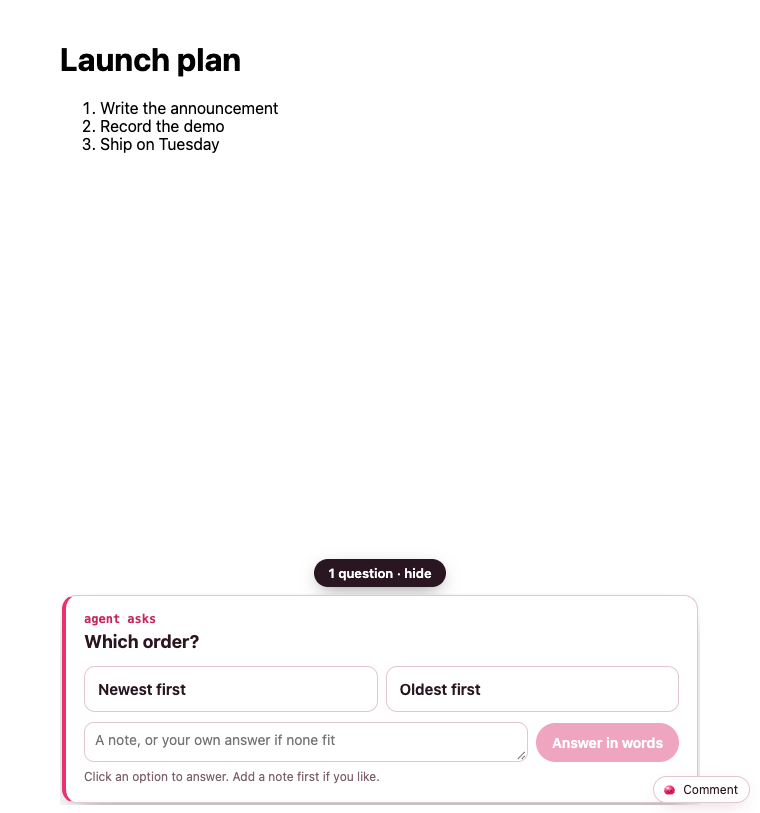 Launch plan
1. Write the announcement
2. Record the demo
3. Ship on Tuesday
1 question · hide
agent asks
Which order?
Newest first
Oldest first
A note, or your own answer if none fit
Answer in words
Click an option to answer. Add a note first if you like.
Comment